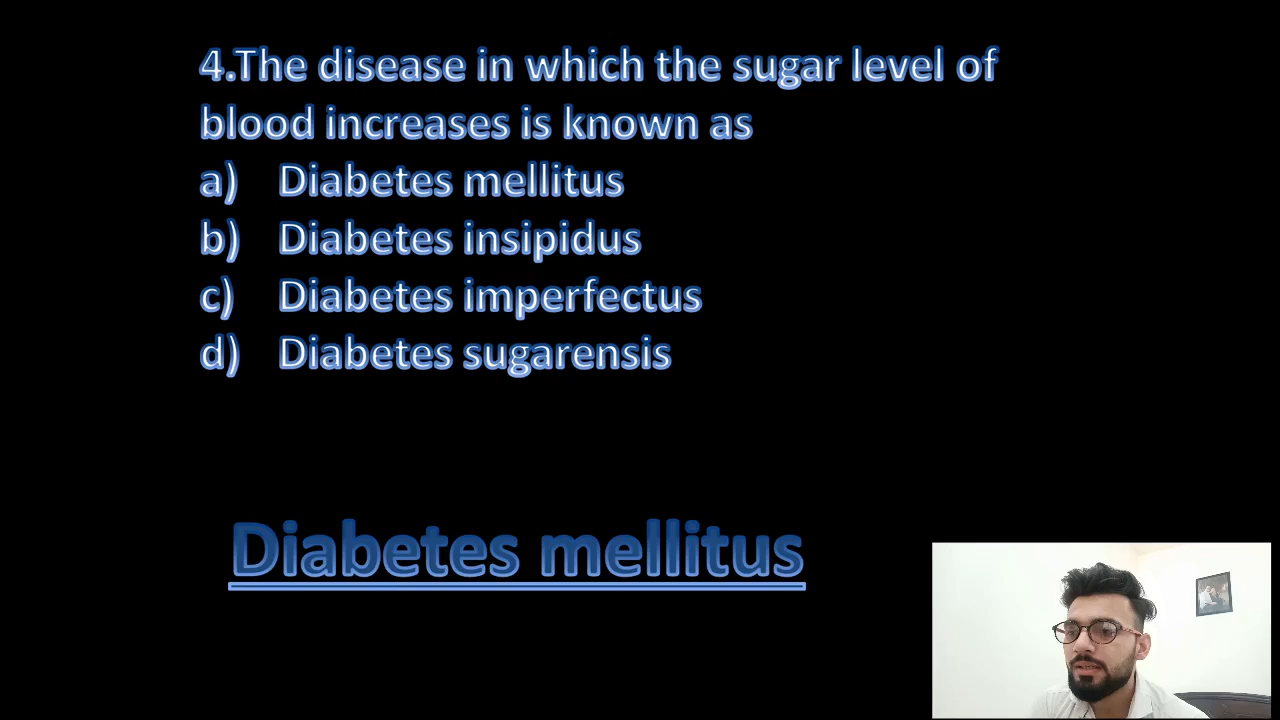 4.The disease in which the sugar level of
blood increases is known as
a) Diabetes mellitus
b) Diabetes insipidus
c) Diabetes imperfectus
d) Diabetes sugarensis
Diabetes mellitus